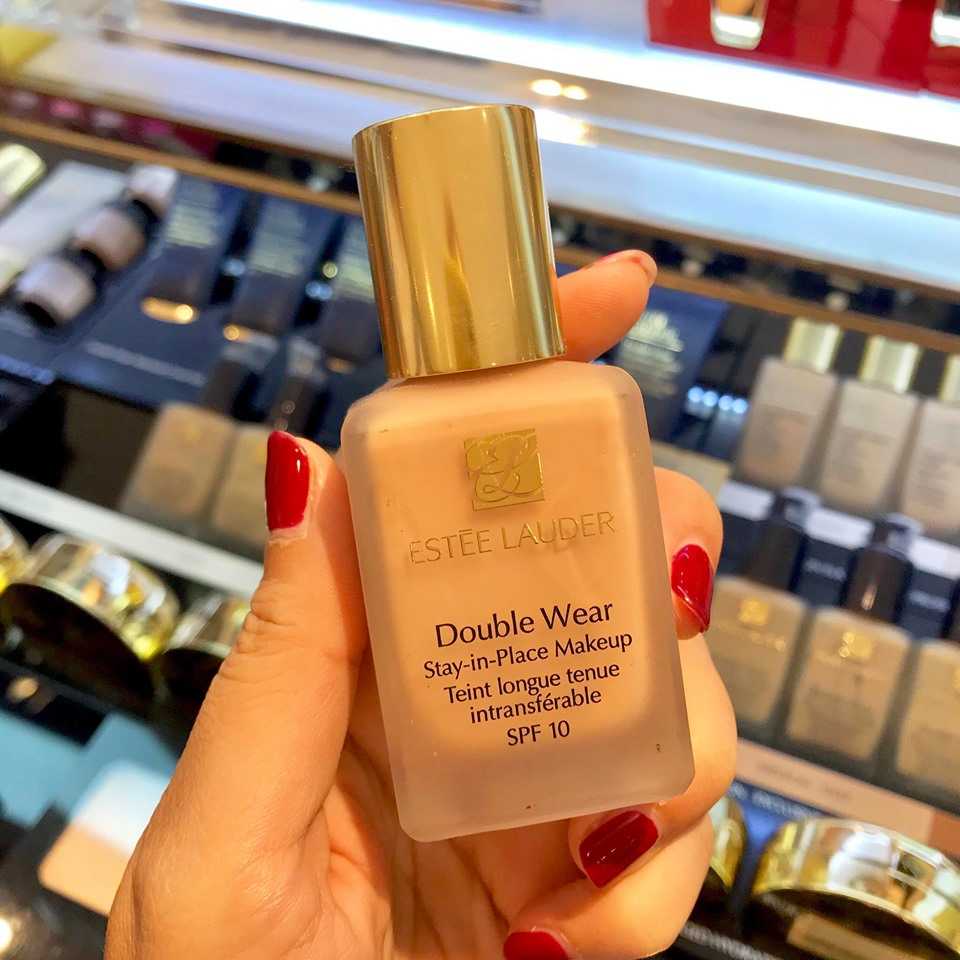 ESTĒE LAUDER
Double Wear
Stay-in-Place Makeup
Teint longue tenue
intransférable
SPF 10